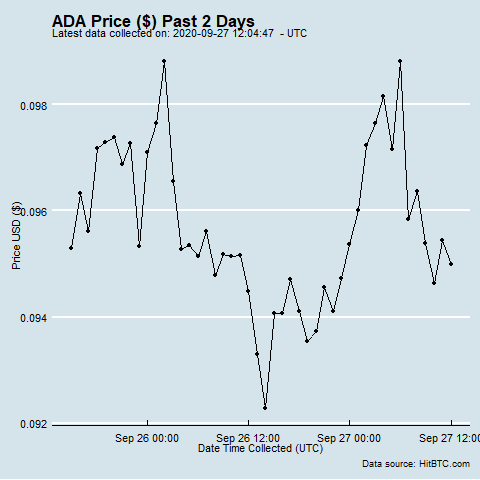 ADA Price ($) Past 2 Days
Latest data collected on: 2020-09-27 12:04:47 - UTC
0.098
0.096
0.094
0.092
Price USD ($)
Sep 26 00:00 Sep 26 12:00 Sep 27 00:00 Sep 27 12:00
Date Time Collected (UTC)
Data source: HitBTC.com